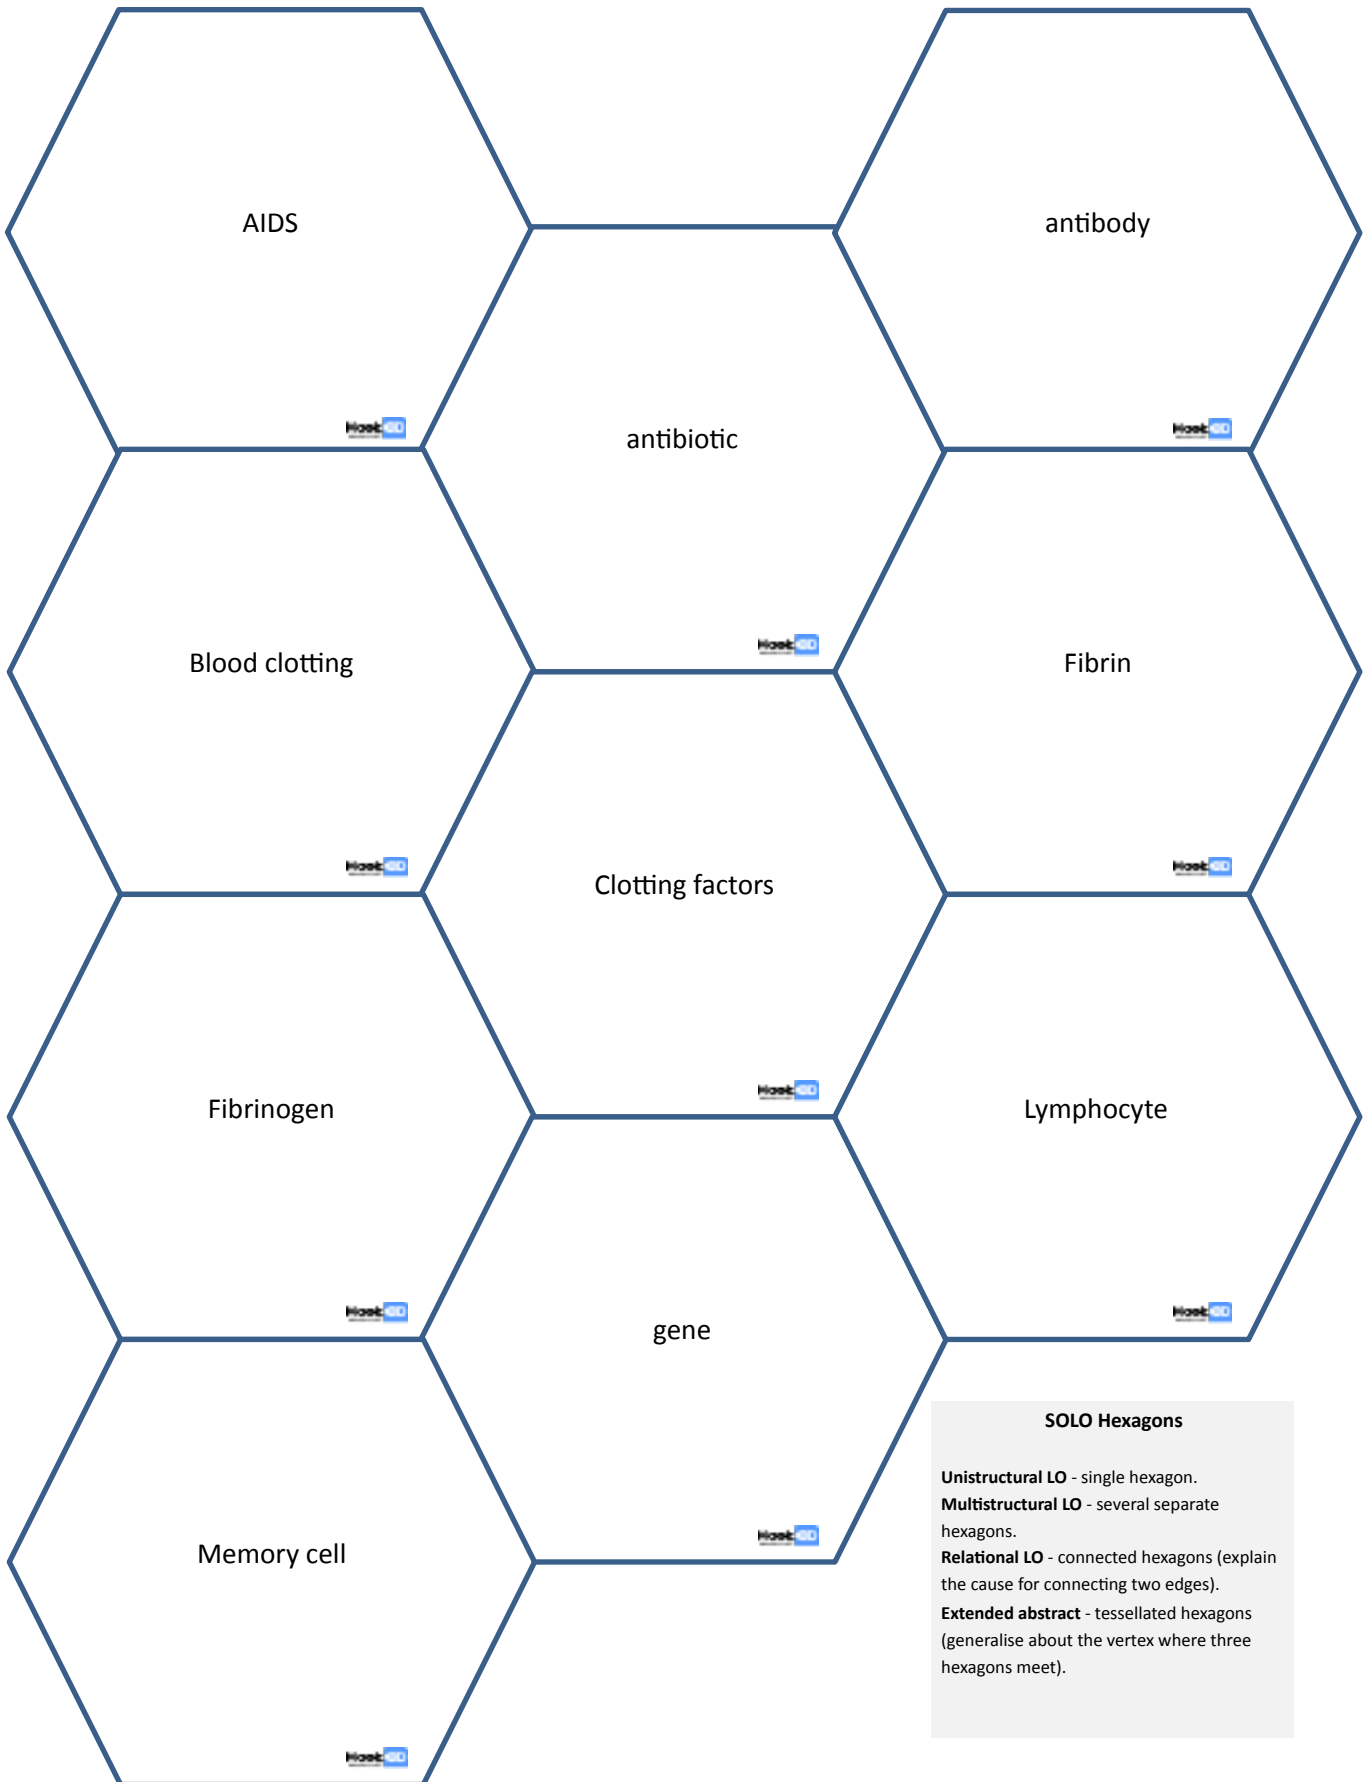 AIDS
antibody
antibiotic
Blood clotting
Fibrin
Clotting factors
Fibrinogen
Lymphocyte
gene
Memory cell
SOLO Hexagons
Unistructural LO - single hexagon.
Multistructural LO - several separate
hexagons.
Relational LO - connected hexagons (explain
the cause for connecting two edges).
Extended abstract - tessellated hexagons
(generalise about the vertex where three
hexagons meet).